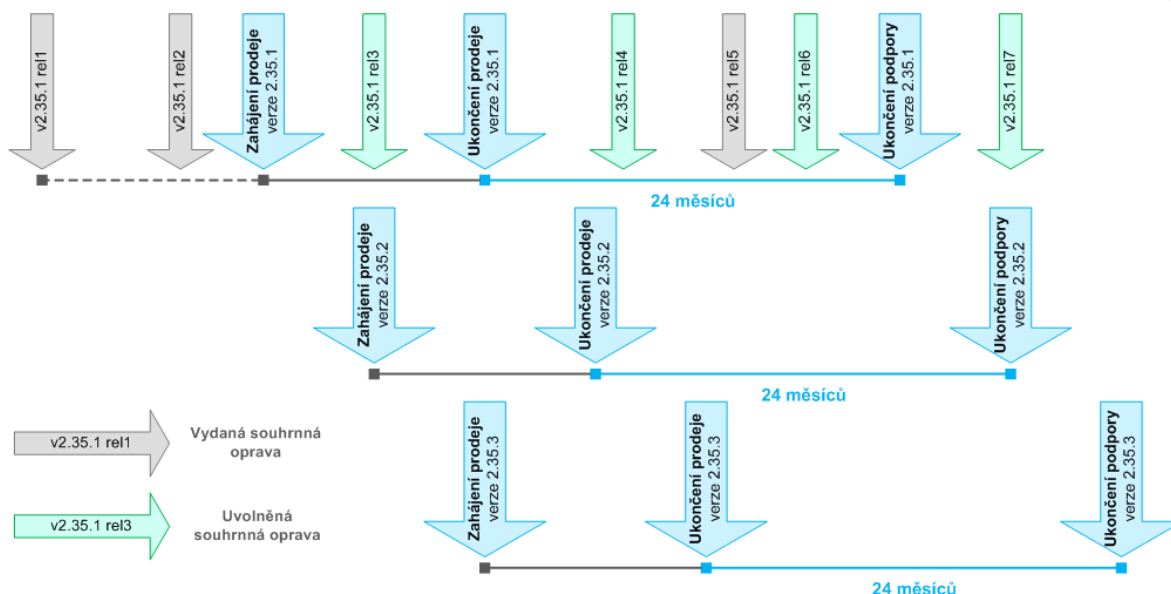 v2.35.1 rel1
v2.35.1 rel2
Zahájení prodeje
verze 2.35.1
v2.35.1 rel3
Ukončení prodeje
verze 2.35.1
v2.35.1 rel4
v2.35.1 rel5
v2.35.1 rel6
Ukončení podpory
verze 2.35.1
v2.35.1 rel7
24 měsíců
Zahájení prodeje
verze 2.35.2
Ukončení prodeje
verze 2.35.2
Ukončení podpory
verze 2.35.2
24 měsíců
Zahájení prodeje
verze 2.35.3
Ukončení prodeje
verze 2.35.3
Ukončení podpory
verze 2.35.3
24 měsíců
v2.35.1 rel1
Vydaná souhrnná
oprava
v2.35.1 rel3
Uvolněná
souhrnná oprava